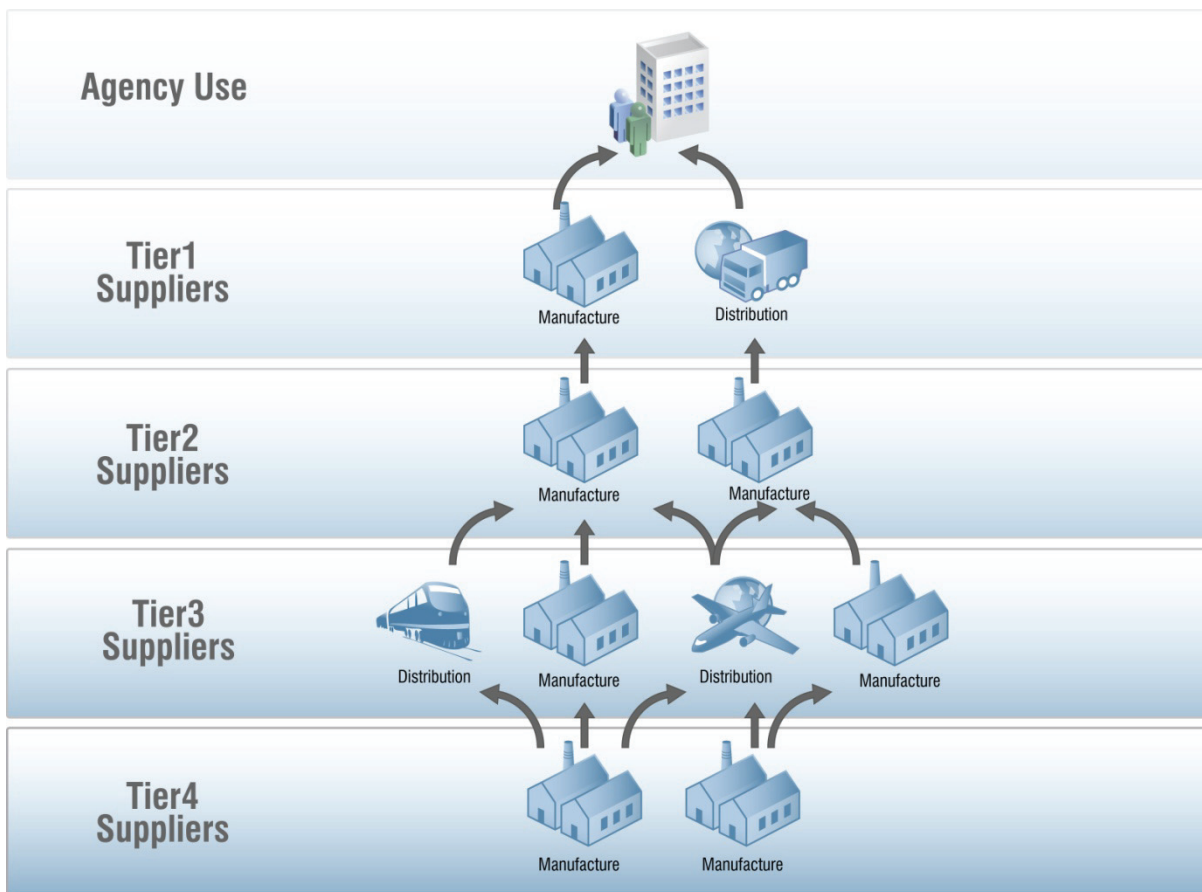 Agency Use
Tier1
Suppliers
Manufacture
Distribution
Tier2
Suppliers
Manufacture
Manufacture
Tier3
Suppliers
Distribution
Manufacture
Distribution
Manufacture
Tier4
Suppliers
Manufacture
Manufacture